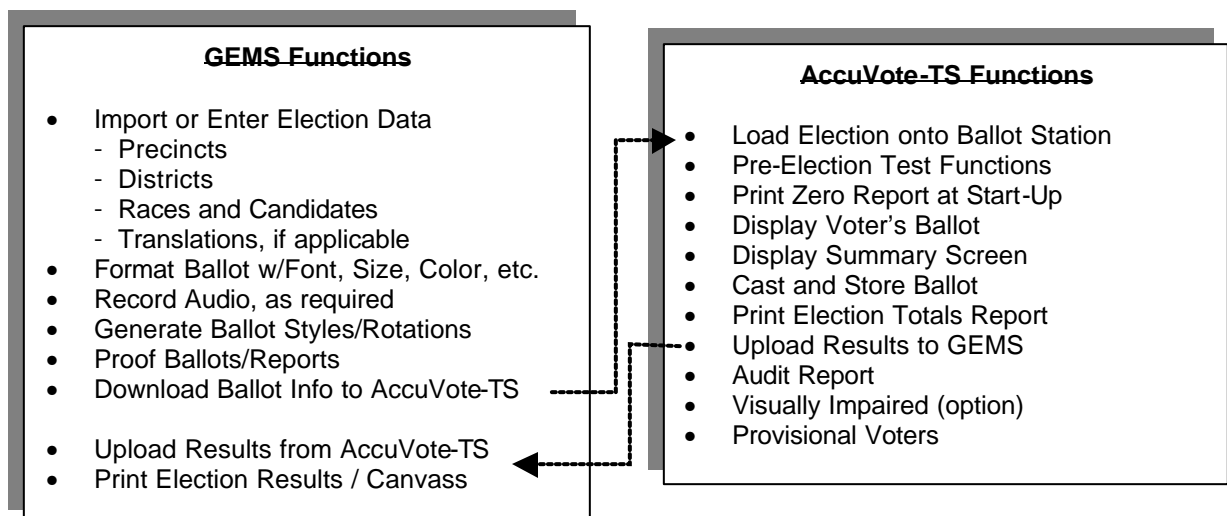 GEMS Functions
• Import or Enter Election Data
- Precincts
- Districts
- Races and Candidates
- Translations, if applicable
• Format Ballot w/Font, Size, Color, etc.
• Record Audio, as required
• Generate Ballot Styles/Rotations
• Proof Ballots/Reports
• Download Ballot Info to AccuVote-TS
• Upload Results from AccuVote-TS
• Print Election Results / Canvass
AccuVote-TS Functions
• Load Election onto Ballot Station
• Pre-Election Test Functions
• Print Zero Report at Start-Up
• Display Voter's Ballot
• Display Summary Screen
• Cast and Store Ballot
• Print Election Totals Report
• Upload Results to GEMS
• Audit Report
• Visually Impaired (option)
• Provisional Voters